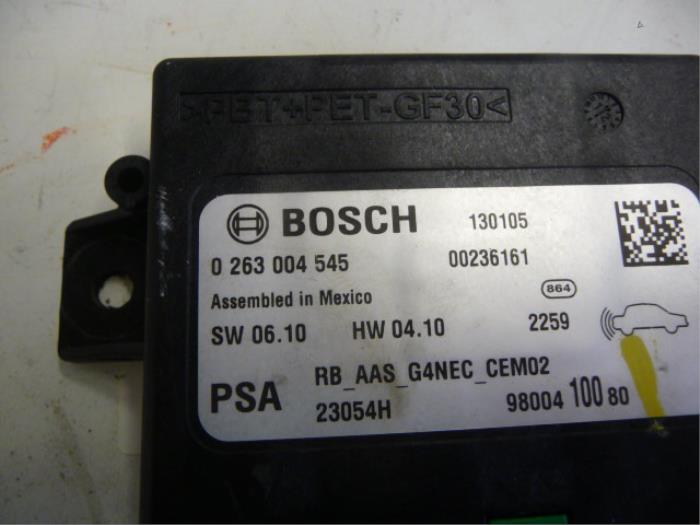 >PBT+PET-GF30<
BOSCH 130105
0 263 004 545 00236161
Assembled in Mexico 864
SW 06.10 HW 04.10 2259
RB_AAS_G4NEC_CEM02
PSA 23054H 98004 100 80